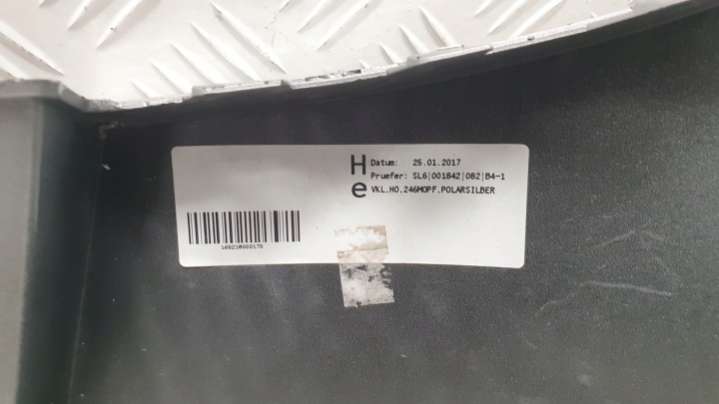 H
e
Datum: 25.01.2017
Pruefer: SL6|001842|082|B4-1
VKL.HO.246MOPF.POLARSILBER